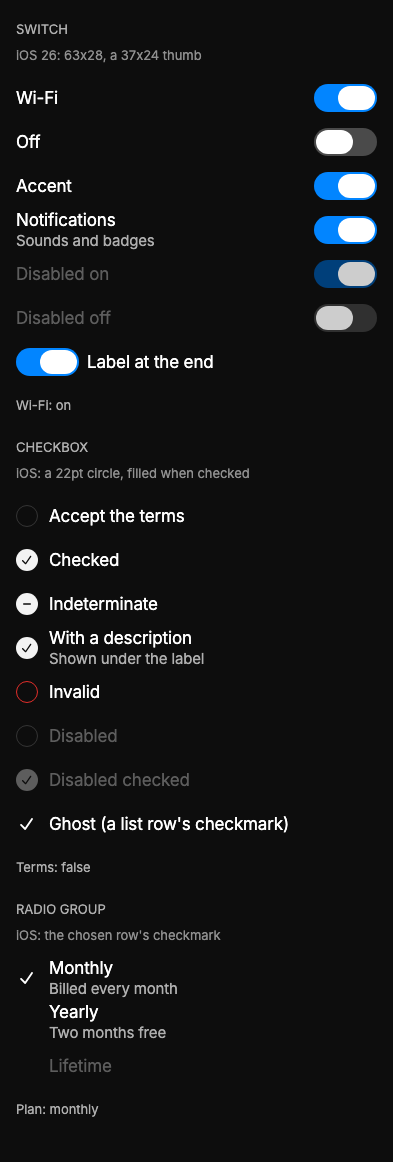 SWITCH
iOS 26: 63x28, a 37x24 thumb
Wi-Fi
Off
Accent
Notifications
Sounds and badges
Disabled on
Disabled off
Label at the end
Wi-Fi: on
CHECKBOX
iOS: a 22pt circle, filled when checked
Accept the terms
Checked
Indeterminate
With a description
Shown under the label
Invalid
Disabled
Disabled checked
Ghost (a list row's checkmark)
Terms: false
RADIO GROUP
iOS: the chosen row's checkmark
Monthly
Billed every month
Yearly
Two months free
Lifetime
Plan: monthly